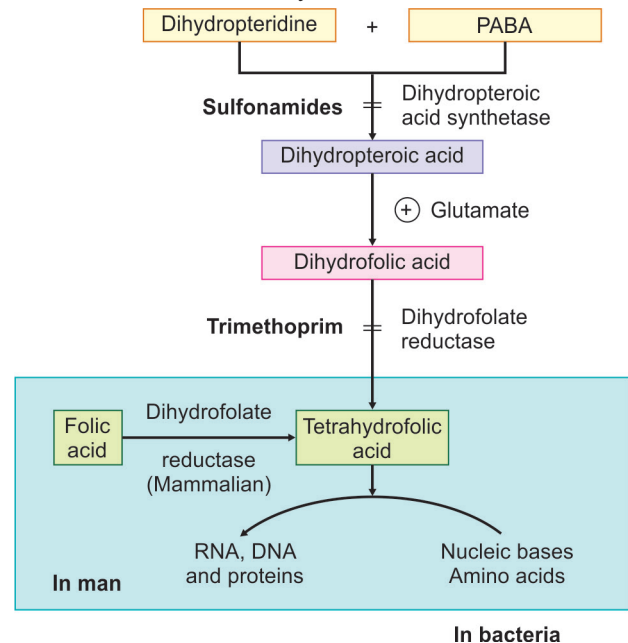 Dihydropteridine + PABA
Sulfonamides
Dihydropteroic
acid synthetase
Dihydropteroic acid
+ Glutamate
Dihydrofolic acid
Trimethoprim
Dihydrofolate
reductase
Folic
acid
Dihydrofolate
reductase
(Mammalian)
Tetrahydrofolic
acid
RNA, DNA
and proteins
Nucleic bases
Amino acids
In man
In bacteria